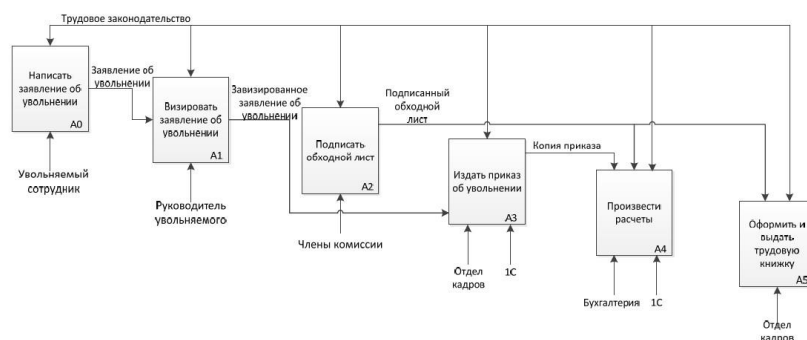 Трудовое законодательство
Написать
заявление об
увольнении
A0
Заявление об
увольнении
Визировать
заявление об
увольнении
A1
Завизированное
заявление об
увольнении
Подписать
обходной лист
A2
Подписанный
обходной
лист
Издать приказ
об увольнении
A3
Копия приказа
Произвести
расчеты
A4
Оформить и
выдать
трудовую
книжку
A5
Увольняемый
сотрудник
Руководитель
увольняемого
Члены комиссии
Отдел
кадров
1С
Бухгалтерия
1С
Отдел
кадров